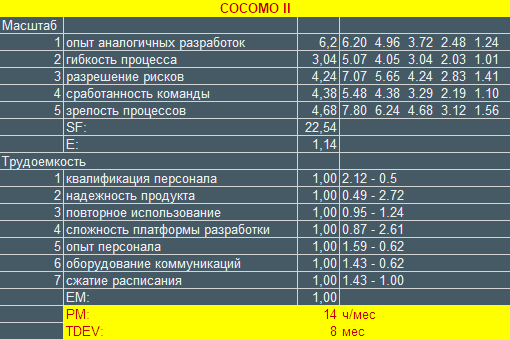 COCOMO II
Масштаб
1 опыт аналогичных разработок 6,2 6.20 4.96 3.72 2.48 1.24
2 гибкость процесса 3,04 5.07 4.05 3.04 2.03 1.01
3 разрешение рисков 4,24 7.07 5.65 4.24 2.83 1.41
4 сработанность команды 4,38 5.48 4.38 3.29 2.19 1.10
5 зрелость процессов 4,68 7.80 6.24 4.68 3.12 1.56
SF: 22,54
E: 1,14
Трудоемкость
1 квалификация персонала 1,00 2.12 - 0.5
2 надежность продукта 1,00 0.49 - 2.72
3 повторное использование 1,00 0.95 - 1.24
4 сложность платформы разработки 1,00 0.87 - 2.61
5 опыт персонала 1,00 1.59 - 0.62
6 оборудование коммуникаций 1,00 1.43 - 0.62
7 сжатие расписания 1,00 1.43 - 1.00
EM: 1,00
PM: 14 ч/мес
TDEV: 8 мес